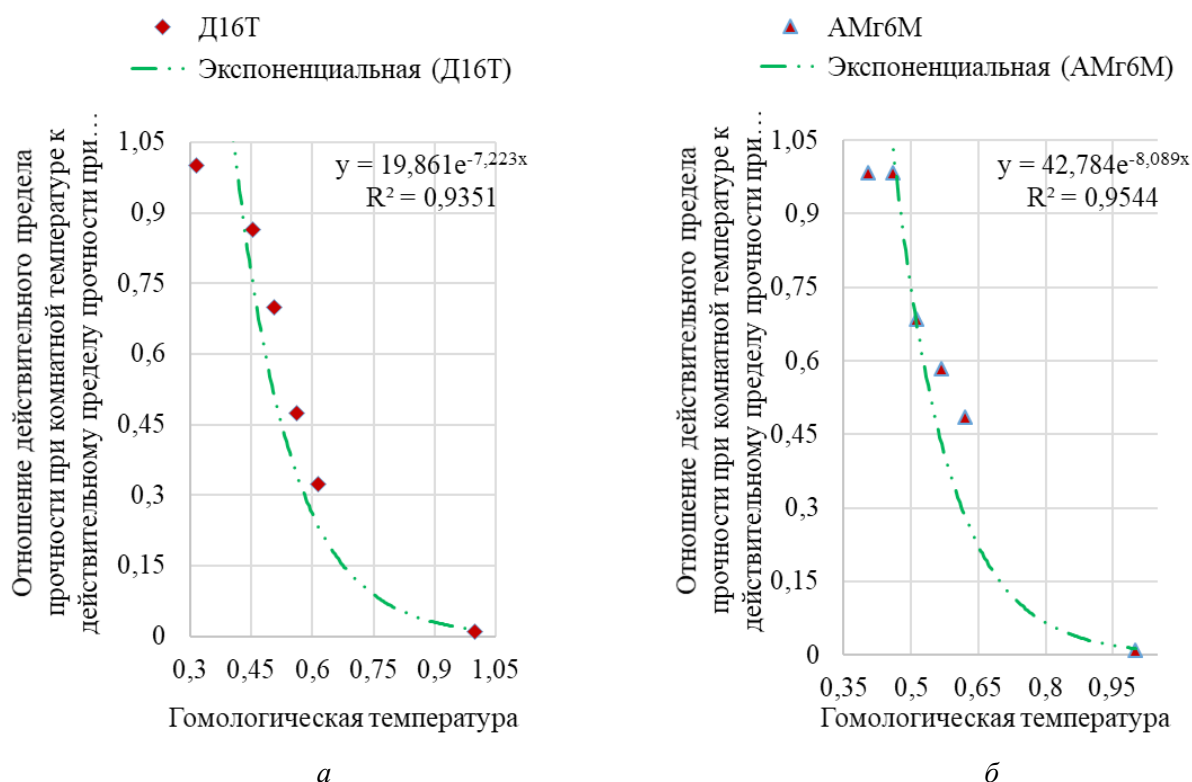 Д16Т
Экспоненциальная (Д16Т)
Отношение действительного предела
прочности при комнатной температуре к
действительному пределу прочности при…
1,05
0,9
0,75
0,6
0,45
0,3
0,15
0
y = 19,861e-7,223x
R² = 0,9351
0,3 0,45 0,6 0,75 0,9 1,05
Гомологическая температура
а
АМг6М
Экспоненциальная (АМг6М)
Отношение действительного предела
прочности при комнатной температуре к
действительному пределу прочности при…
1,05
0,9
0,75
0,6
0,45
0,3
0,15
0
y = 42,784e-8,089x
R² = 0,9544
0,35 0,5 0,65 0,8 0,95
Гомологическая температура
б